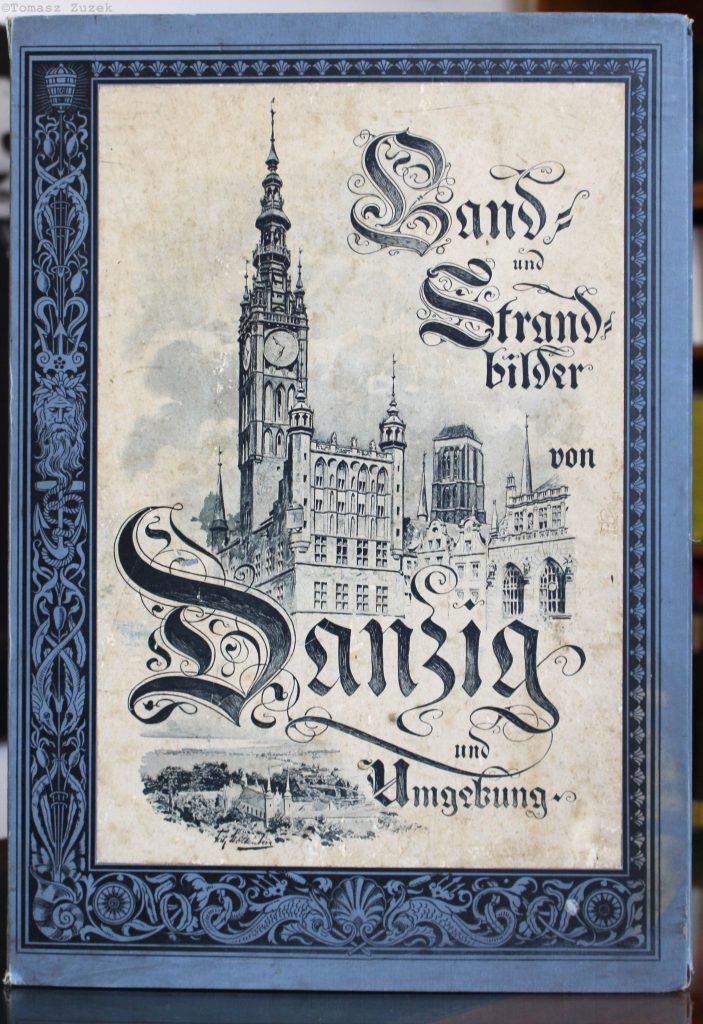 ©Tomasz Zuzek
Land-
und
Strand-
bilder
von
Danzig
und
Umgebung.